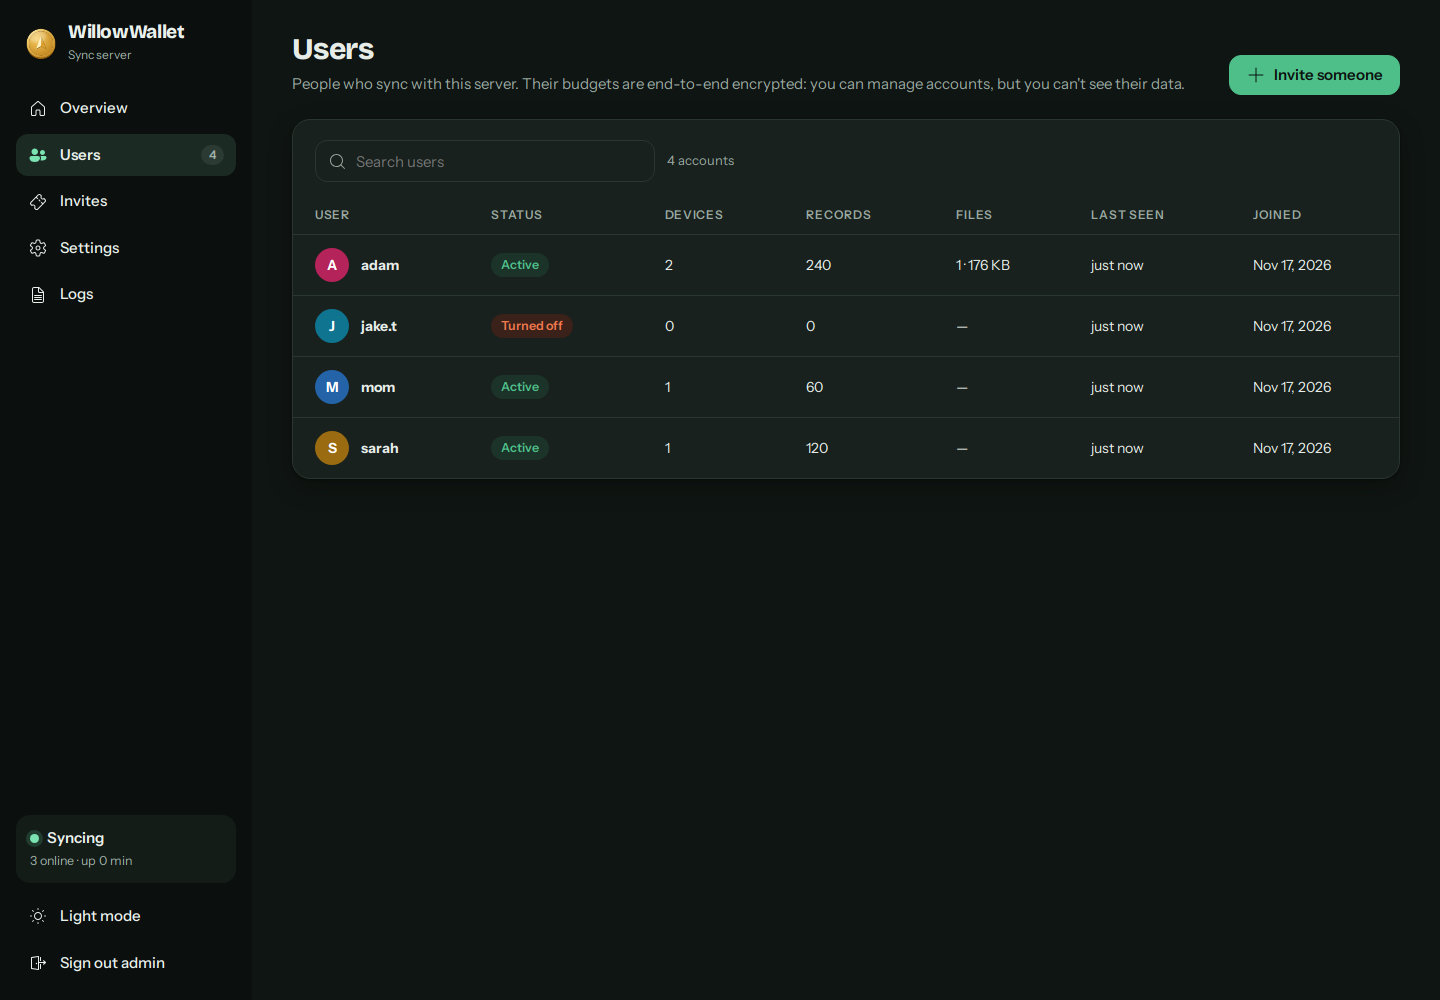 WillowWallet
Sync server
Overview
Users 4
Invites
Settings
Logs
Syncing
3 online · up 0 min
Light mode
Sign out admin
Users
People who sync with this server. Their budgets are end-to-end encrypted: you can manage accounts, but you can't see their data.
Invite someone
Search users
4 accounts
USER STATUS DEVICES RECORDS FILES LAST SEEN JOINED
A adam Active 2 240 1 · 176 KB just now Nov 17, 2026
J jake.t Turned off 0 0 — just now Nov 17, 2026
M mom Active 1 60 — just now Nov 17, 2026
S sarah Active 1 120 — just now Nov 17, 2026